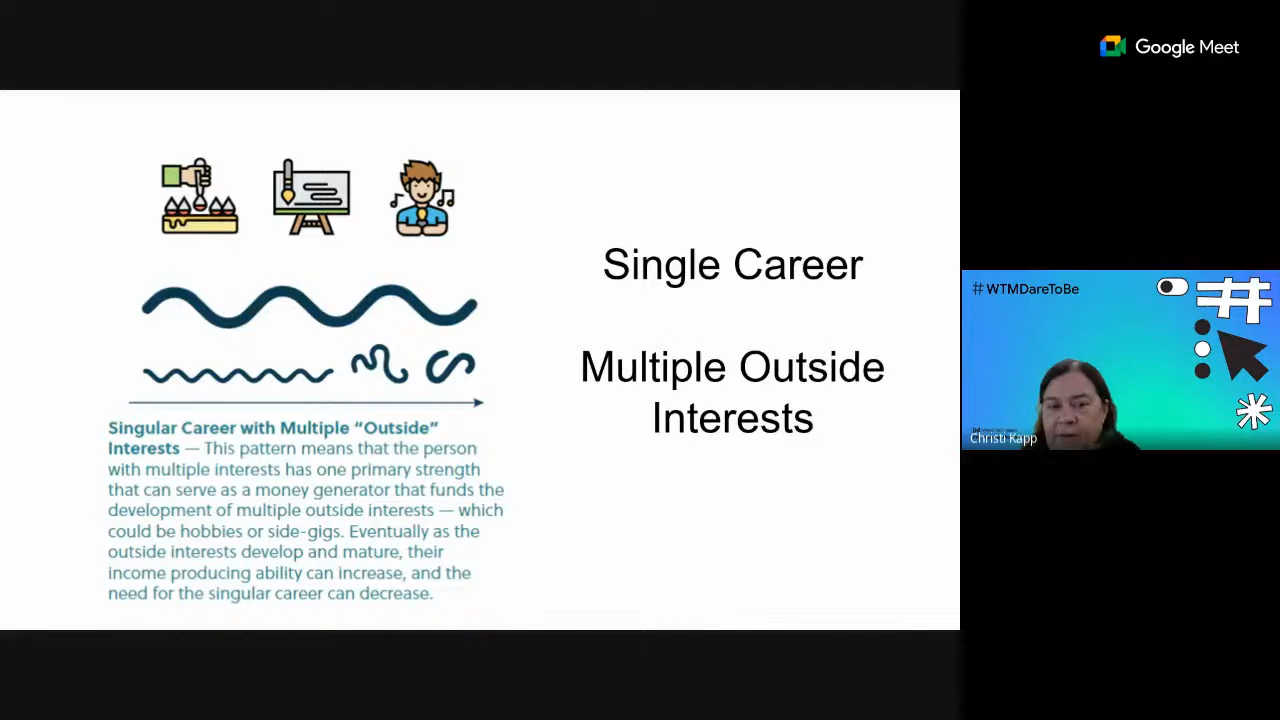 Google Meet
Single Career
Multiple Outside
Interests
Singular Career with Multiple “Outside”
Interests — This pattern means that the person
with multiple interests has one primary strength
that can serve as a money generator that funds the
development of multiple outside interests — which
could be hobbies or side-gigs. Eventually as the
outside interests develop and mature, their
income producing ability can increase, and the
need for the singular career can decrease.
# WTMDareToBe
Christi Kapp